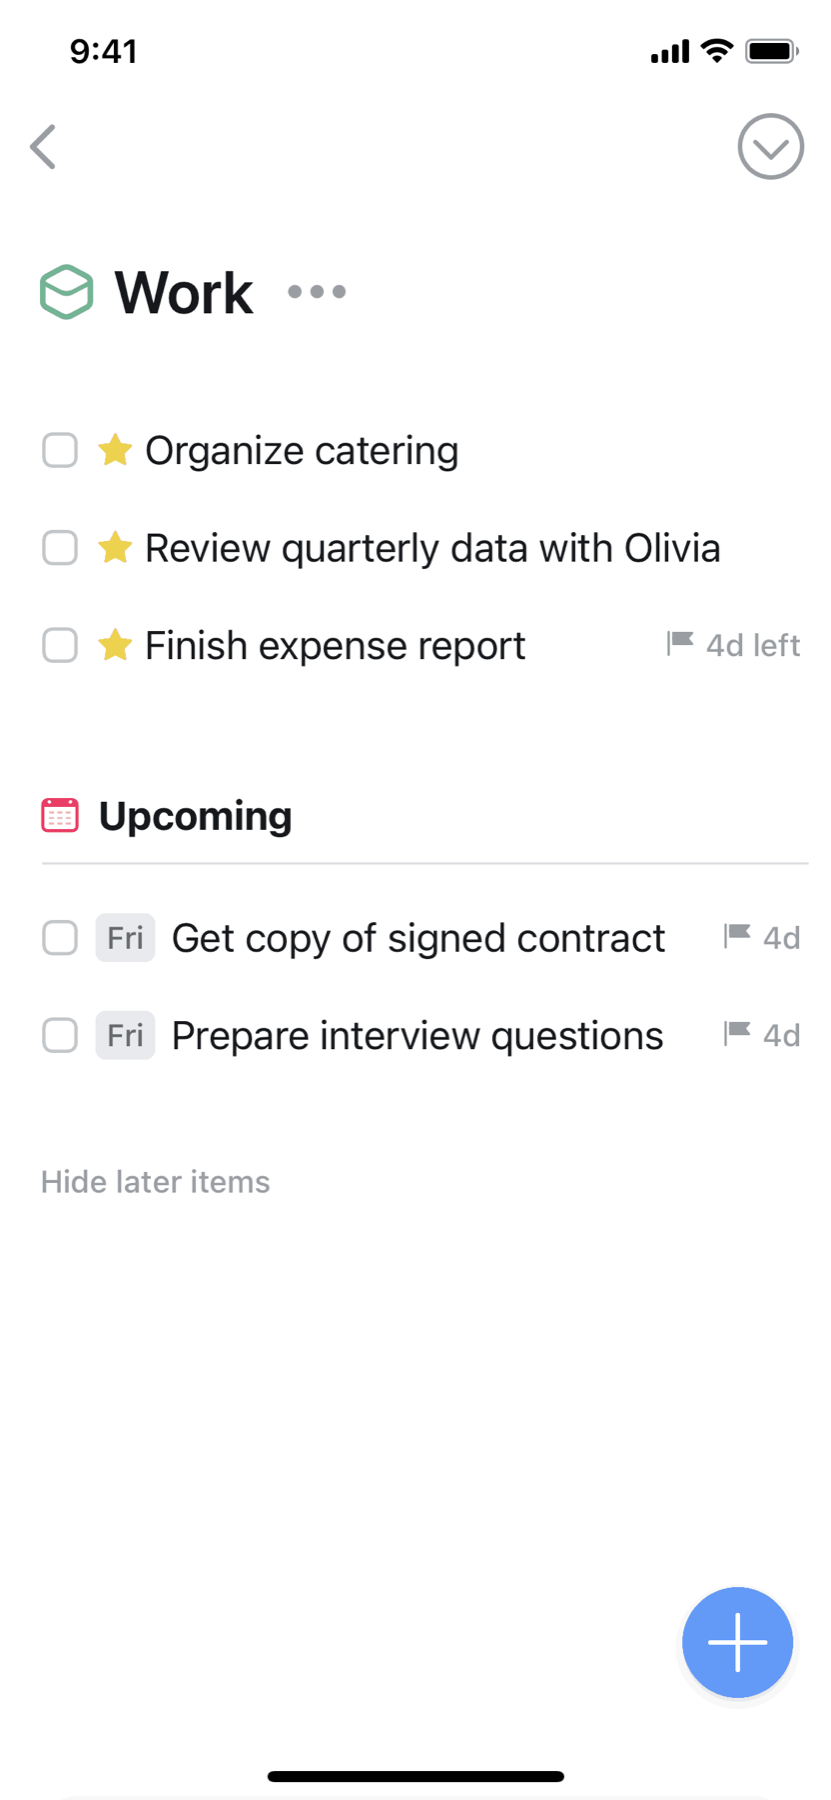 9:41
Work
Organize catering
Review quarterly data with Olivia
Finish expense report 4d left
Upcoming
Fri Get copy of signed contract 4d
Fri Prepare interview questions 4d
Hide later items